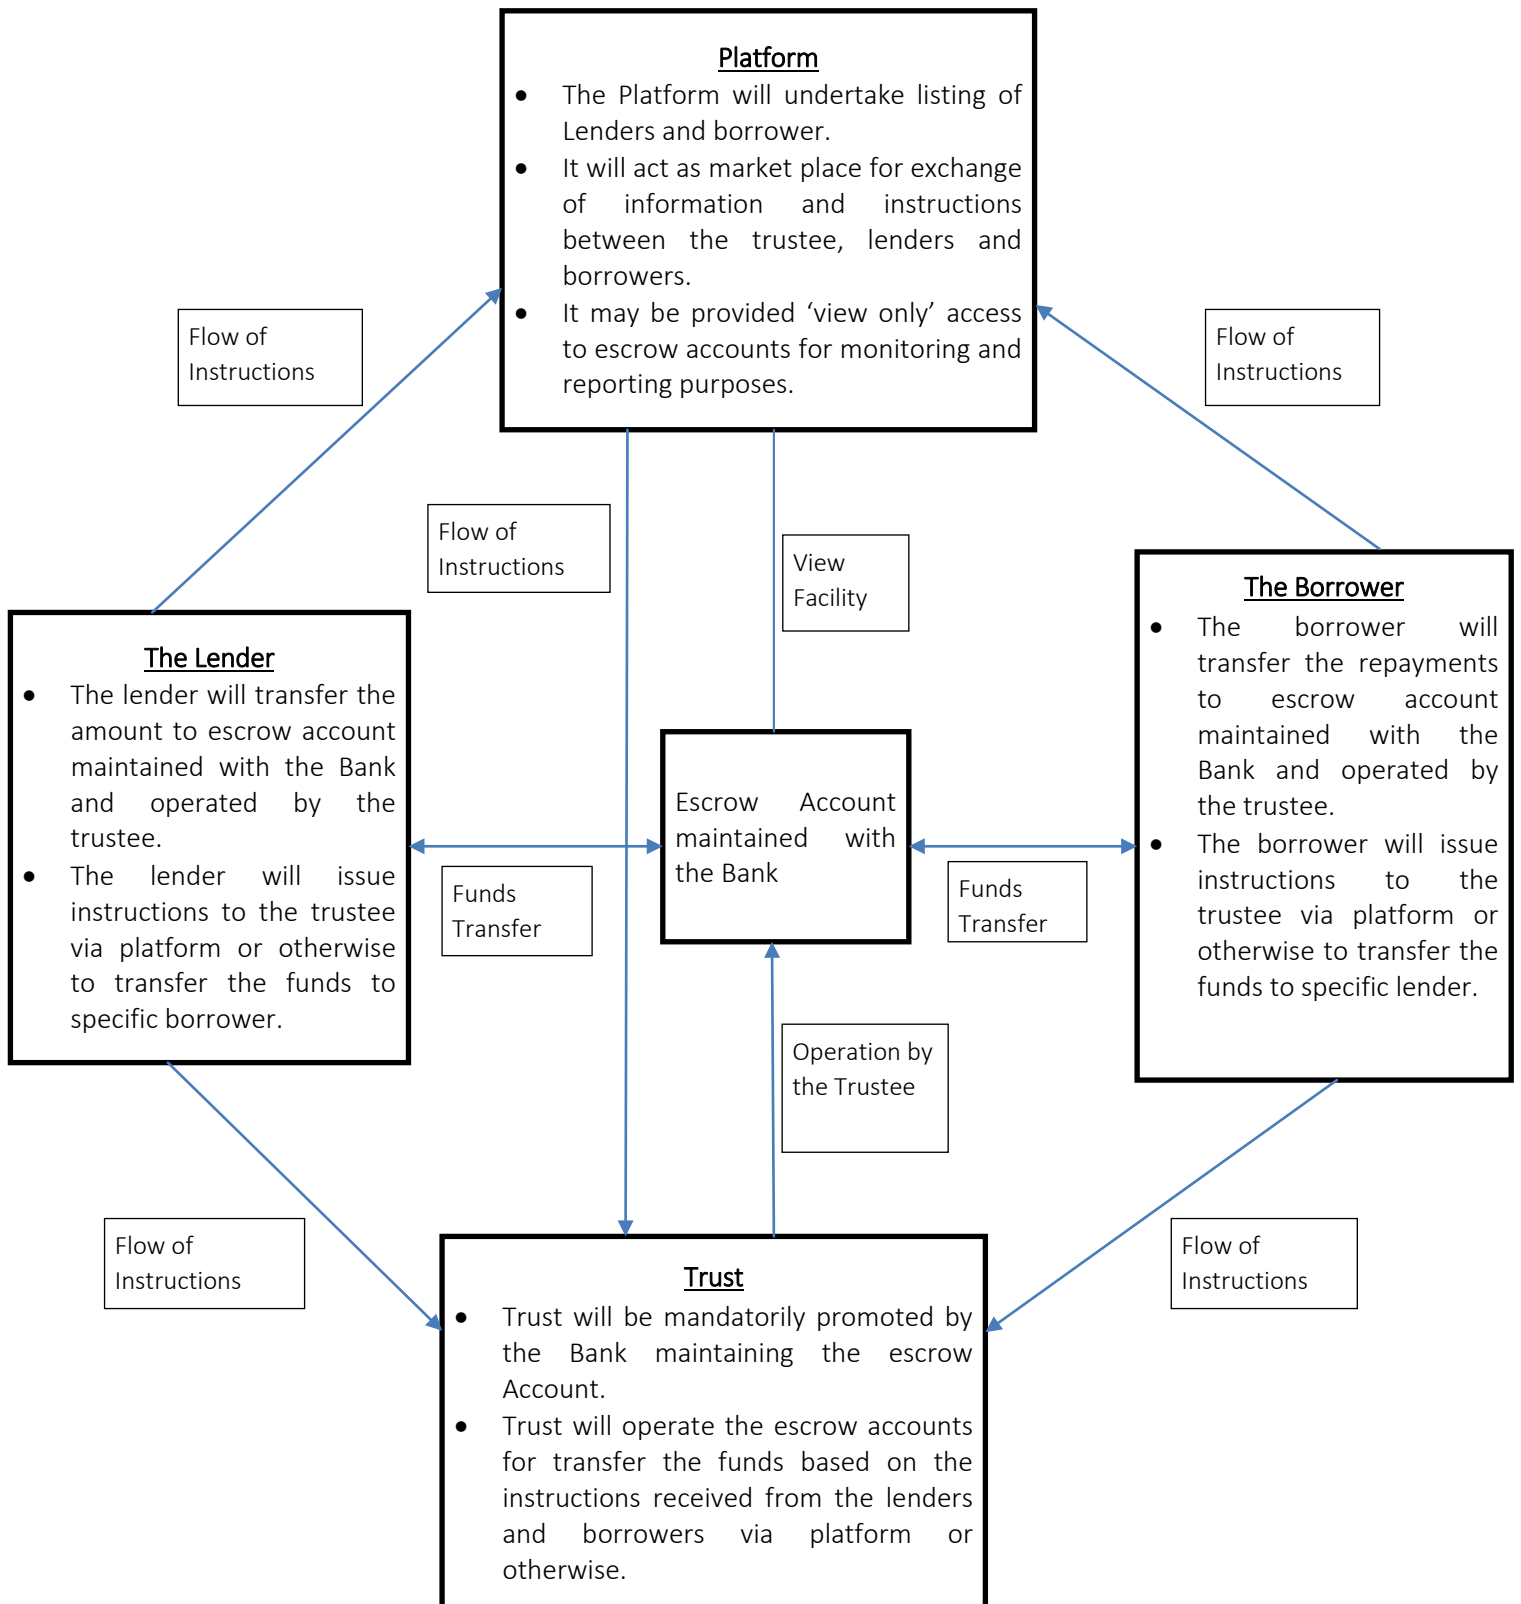 Platform
• The Platform will undertake listing of
Lenders and borrower.
• It will act as market place for exchange
of information and instructions
between the trustee, lenders and
borrowers.
• It may be provided ‘view only’ access
to escrow accounts for monitoring and
reporting purposes.
Flow of
Instructions
Flow of
Instructions
Flow of
Instructions
View
Facility
The Lender
• The lender will transfer the
amount to escrow account
maintained with the Bank
and operated by the
trustee.
• The lender will issue
instructions to the trustee
via platform or otherwise
to transfer the funds to
specific borrower.
Funds
Transfer
Escrow Account
maintained with
the Bank
Funds
Transfer
The Borrower
• The borrower will
transfer the repayments
to escrow account
maintained with the
Bank and operated by
the trustee.
• The borrower will issue
instructions to the
trustee via platform or
otherwise to transfer the
funds to specific lender.
Operation by
the Trustee
Flow of
Instructions
Flow of
Instructions
Trust
• Trust will be mandatorily promoted by
the Bank maintaining the escrow
Account.
• Trust will operate the escrow accounts
for transfer the funds based on the
instructions received from the lenders
and borrowers via platform or
otherwise.